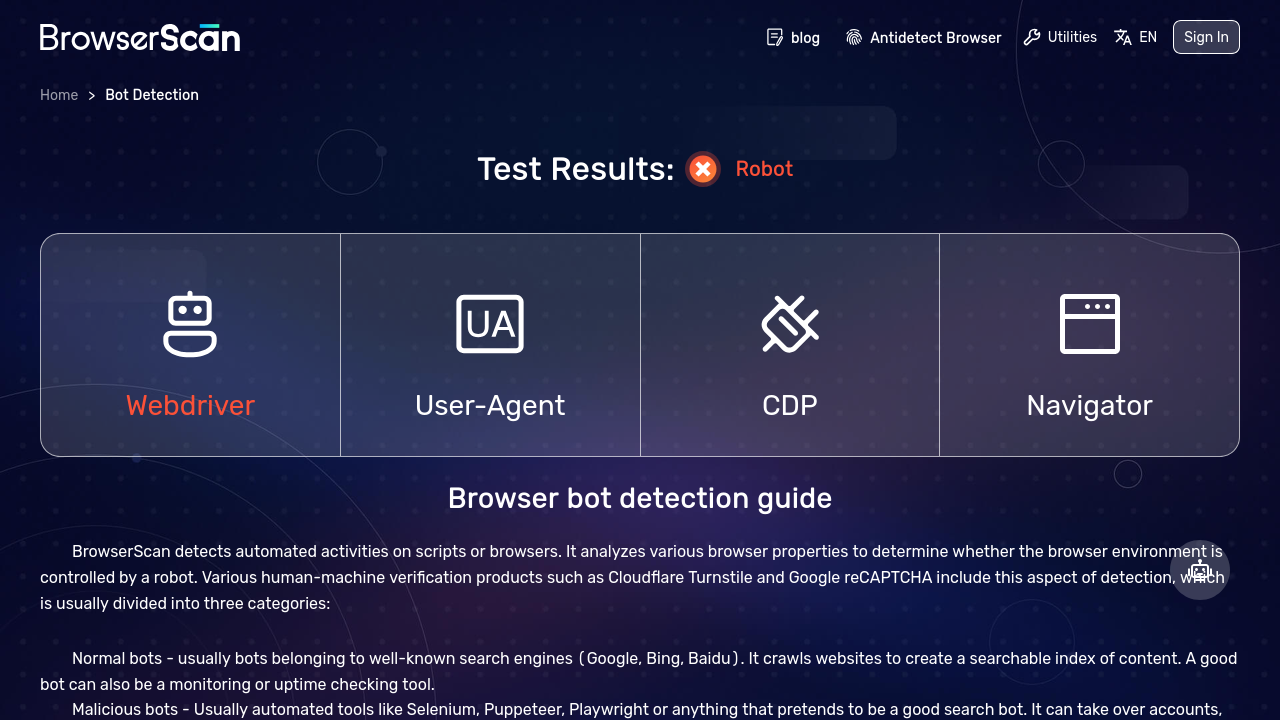 BrowserScan
blog
Antidetect Browser
Utilities
EN
Sign In
Home > Bot Detection
Test Results: Robot
UA
Webdriver
User-Agent
CDP
Navigator
Browser bot detection guide
BrowserScan detects automated activities on scripts or browsers. It analyzes various browser properties to determine whether the browser environment is
controlled by a robot. Various human-machine verification products such as Cloudflare Turnstile and Google reCAPTCHA include this aspect of detection, which
is usually divided into three categories:
Normal bots - usually bots belonging to well-known search engines (Google, Bing, Baidu). It crawls websites to create a searchable index of content. A good
bot can also be a monitoring or uptime checking tool.
Malicious bots - Usually automated tools like Selenium, Puppeteer, Playwright or anything that pretends to be a good search bot. It can take over accounts,